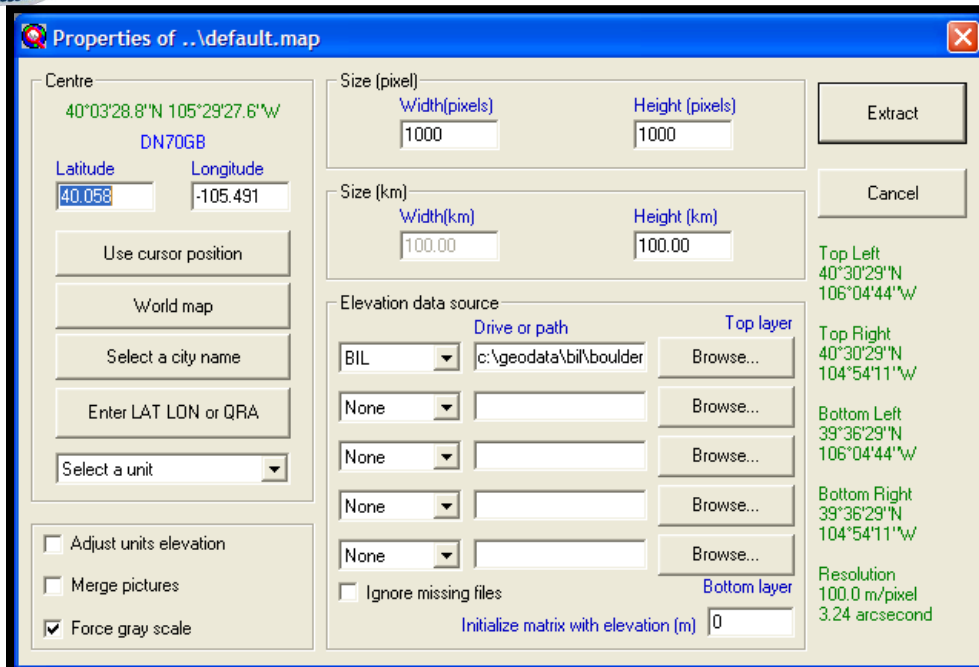 Properties of ..\default.map
Centre
40°03'28.8''N 105°29'27.6''W
DN70GB
Latitude Longitude
40.058 -105.491
Use cursor position
World map
Select a city name
Enter LAT LON or QRA
Select a unit
Adjust units elevation
Merge pictures
Force gray scale
Size (pixel)
Width(pixels) Height (pixels)
1000 1000
Size (km)
Width(km) Height (km)
100.00 100.00
Elevation data source
Drive or path Top layer
BIL c:\geodata\bil\boulder Browse...
None Browse...
None Browse...
None Browse...
None Browse...
Ignore missing files Bottom layer
Initialize matrix with elevation (m) 0
Extract
Cancel
Top Left
40°30'29''N
106°04'44''W
Top Right
40°30'29''N
104°54'11''W
Bottom Left
39°36'29''N
106°04'44''W
Bottom Right
39°36'29''N
104°54'11''W
Resolution
100.0 m/pixel
3.24 arcsecond